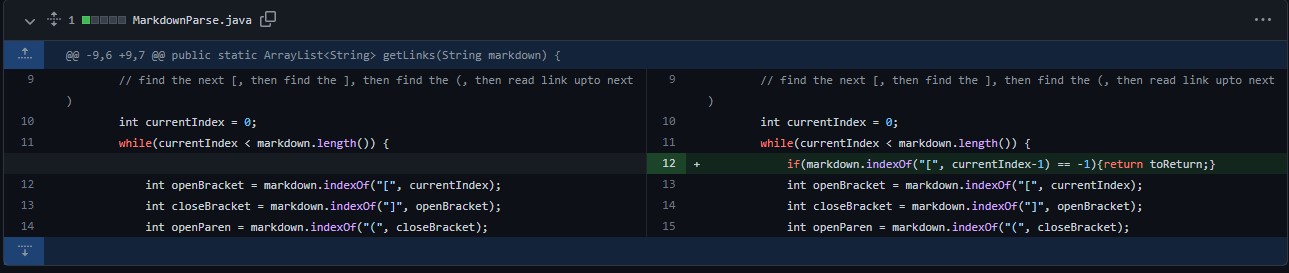 1 MarkdownParse.java
@@ -9,6 +9,7 @@ public static ArrayList<String> getLinks(String markdown) {
9 // find the next [, then find the ], then find the (, then read link upto next
)
10 int currentIndex = 0;
11 while(currentIndex < markdown.length()) {
12 int openBracket = markdown.indexOf("[", currentIndex);
13 int closeBracket = markdown.indexOf("]", openBracket);
14 int openParen = markdown.indexOf("(", closeBracket);
9 // find the next [, then find the ], then find the (, then read link upto next
)
10 int currentIndex = 0;
11 while(currentIndex < markdown.length()) {
12 + if(markdown.indexOf("[", currentIndex-1) == -1){return toReturn;}
13 int openBracket = markdown.indexOf("[", currentIndex);
14 int closeBracket = markdown.indexOf("]", openBracket);
15 int openParen = markdown.indexOf("(", closeBracket);